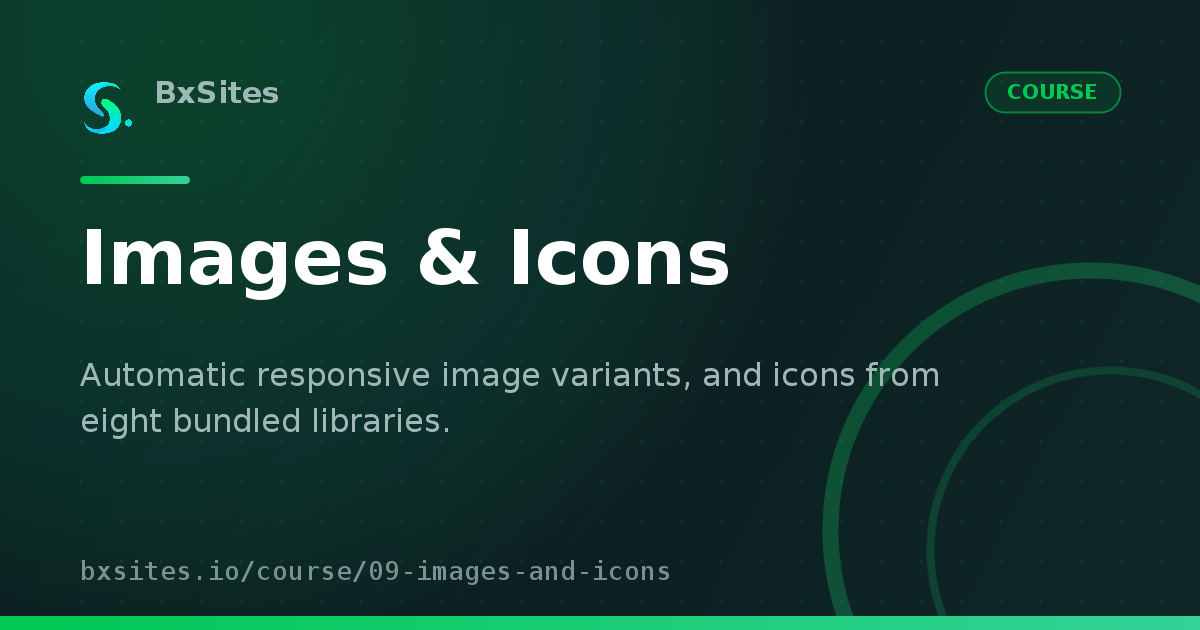 BxSites
COURSE
Images & Icons
Automatic responsive image variants, and icons from
eight bundled libraries.
bxsites.io/course/09-images-and-icons